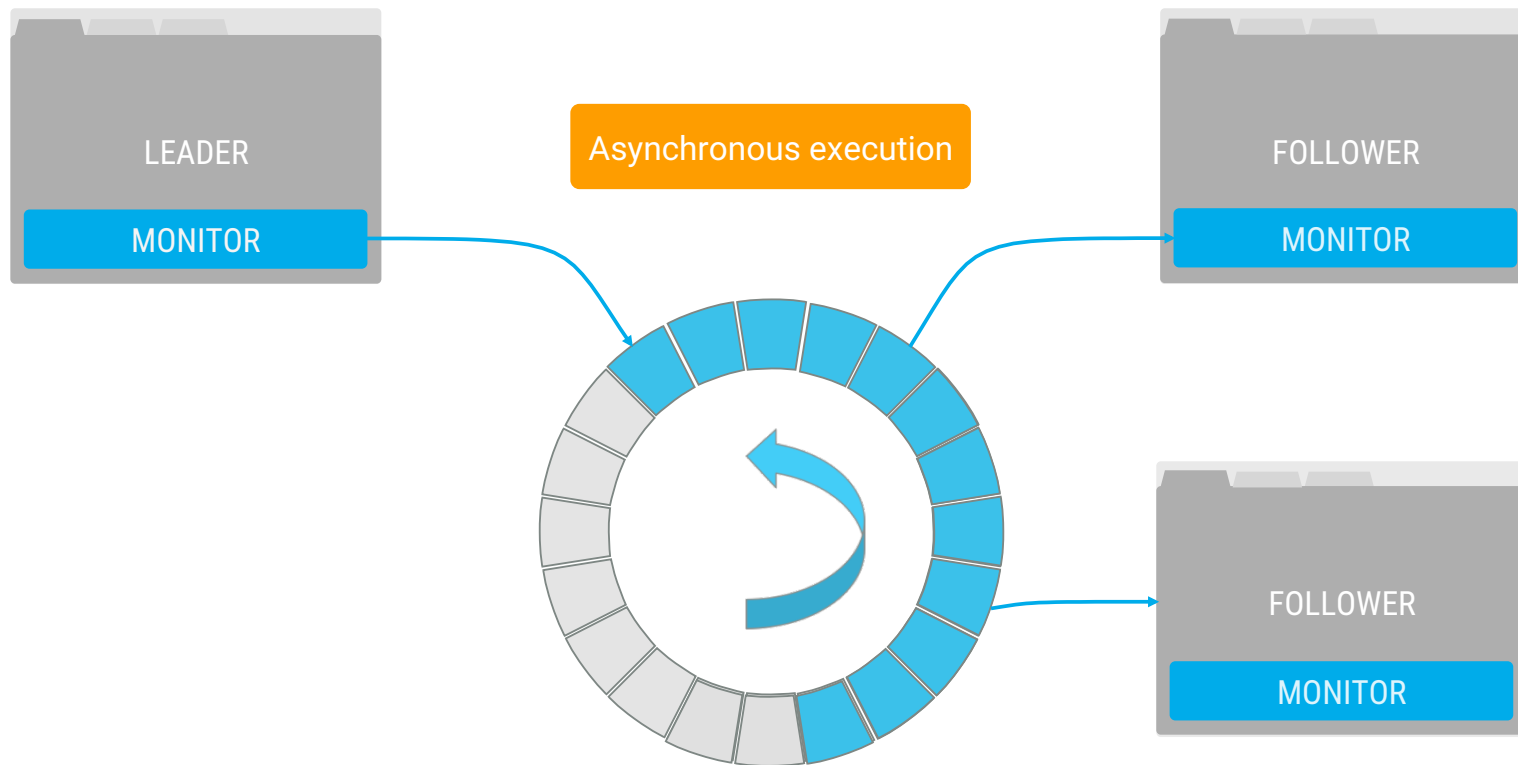 LEADER
MONITOR
Asynchronous execution
FOLLOWER
MONITOR
FOLLOWER
MONITOR